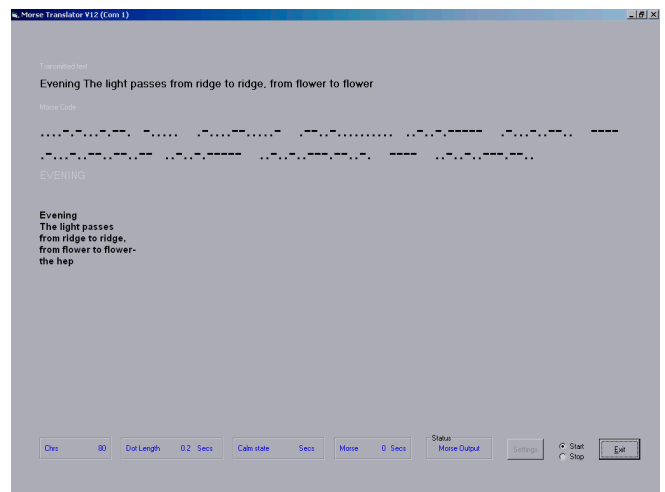 Morse Translator V12 (Com 1)
Transmitted text
Evening The light passes from ridge to ridge, from flower to flower
Morse Code
EVENING
Evening
The light passes
from ridge to ridge,
from flower to flower-
the hep
Chrs 80 Dot Length 0.2 Secs Calm state Secs Morse 0 Secs Status Morse Output Settings Start Stop Exit